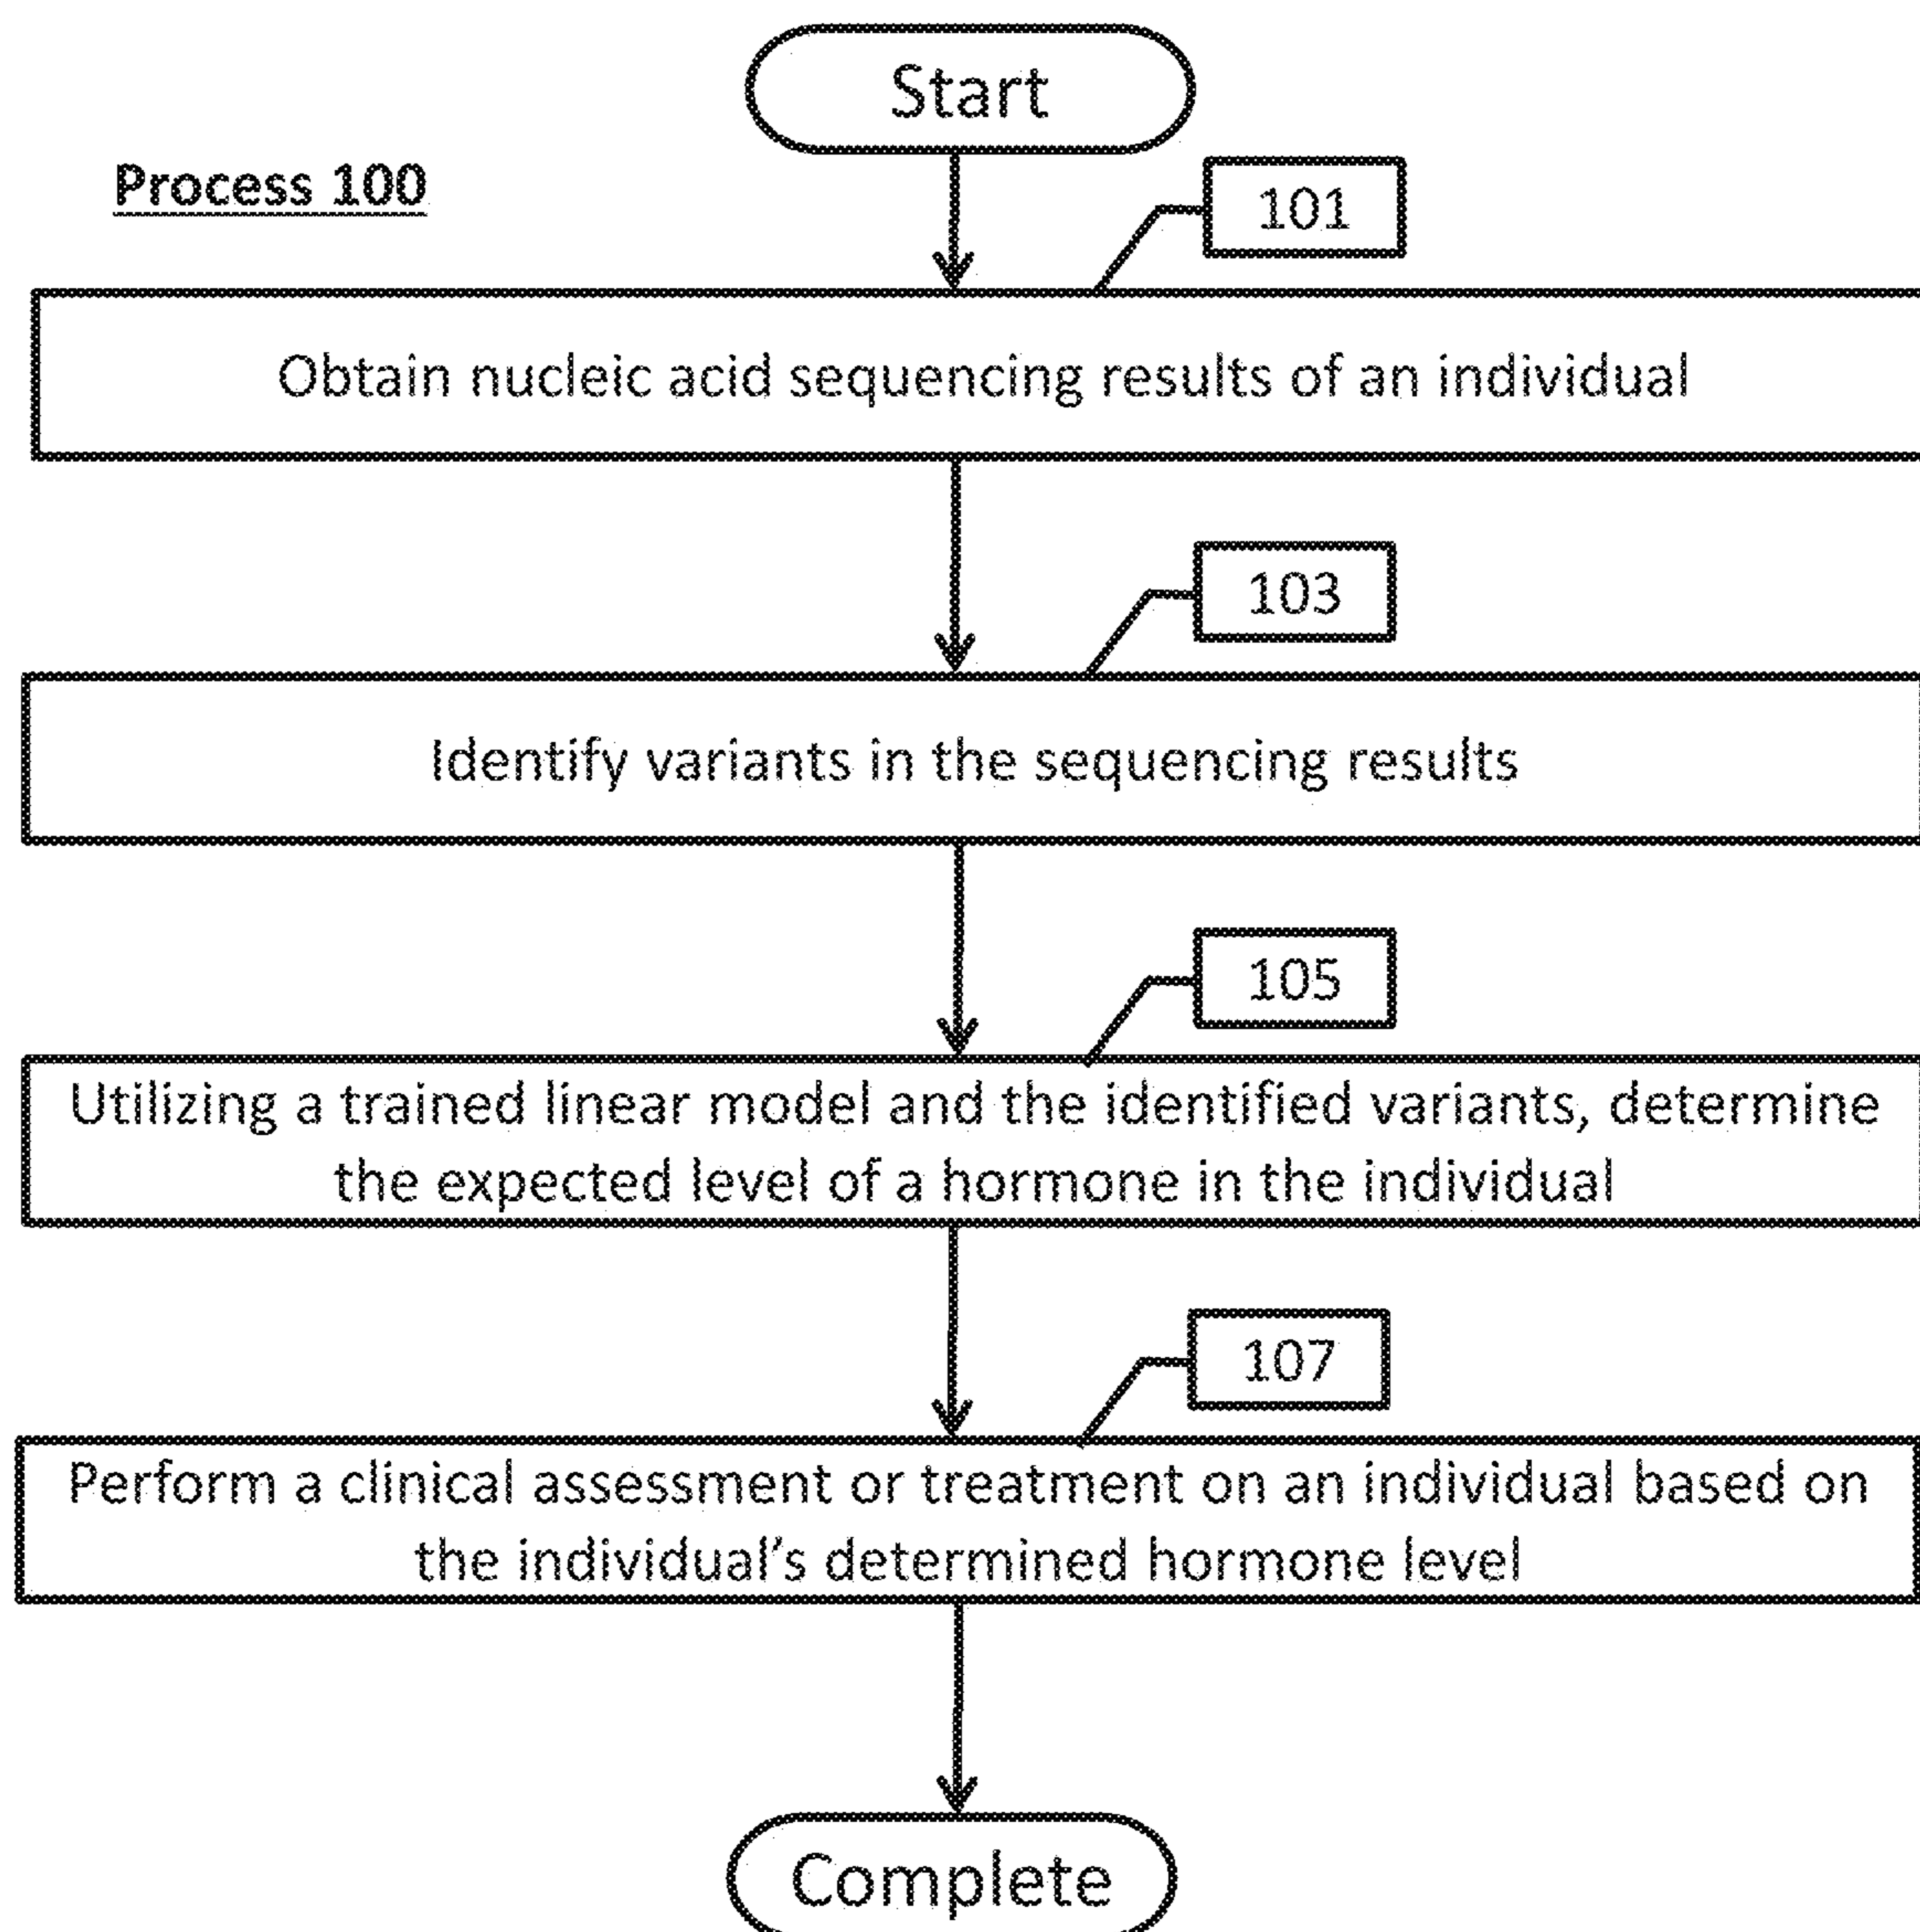 Start
Process 100
101
Obtain nucleic acid sequencing results of an individual
103
Identify variants in the sequencing results
105
Utilizing a trained linear model and the identified variants, determine
the expected level of a hormone in the individual
107
Perform a clinical assessment or treatment on an individual based on
the individual's determined hormone level
Complete